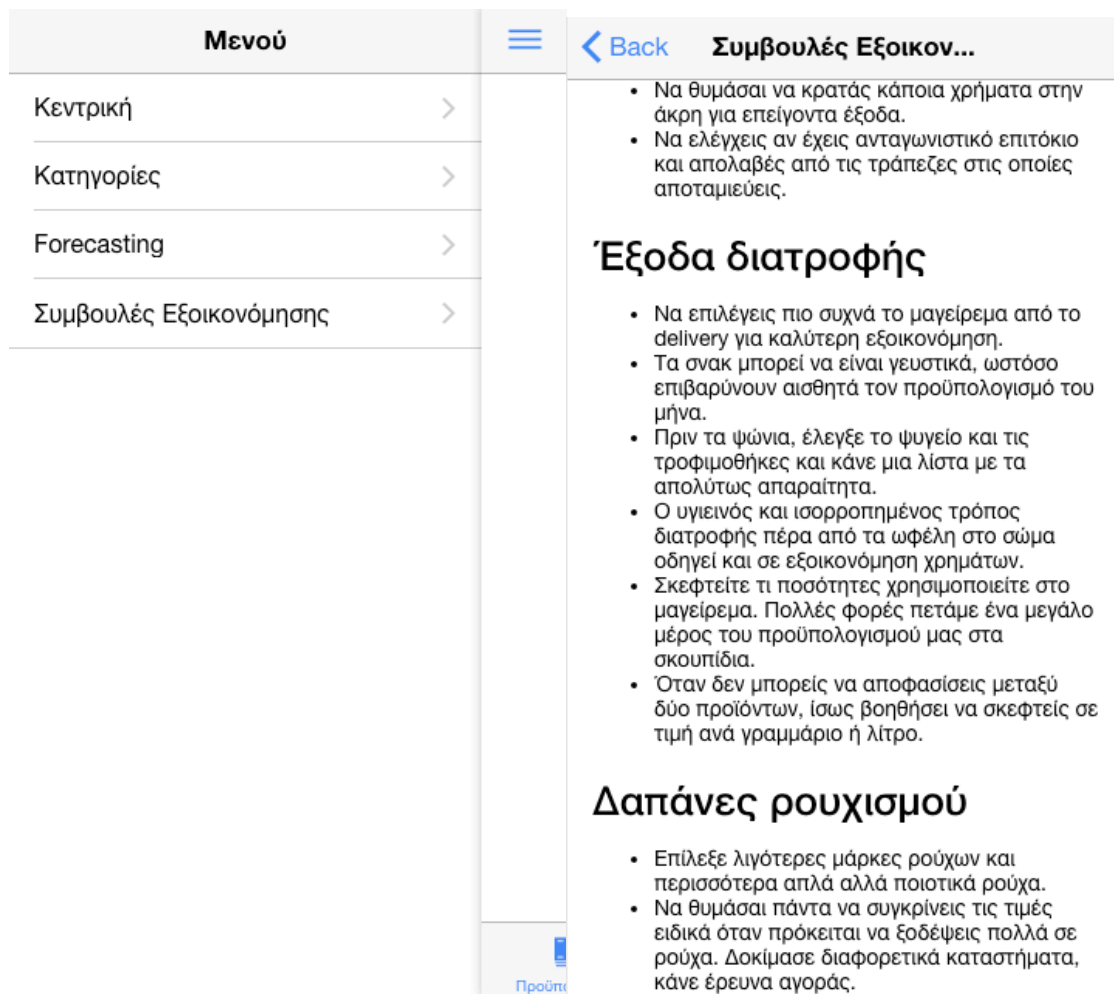 Μενού
Κεντρική
Κατηγορίες
Forecasting
Συμβουλές Εξοικονόμησης
Back
Συμβουλές Εξοικον...
• Να θυμάσαι να κρατάς κάποια χρήματα στην
άκρη για επείγοντα έξοδα.
• Να ελέγχεις αν έχεις ανταγωνιστικό επιτόκιο
και απολαβές από τις τράπεζες στις οποίες
αποταμιεύεις.
Έξοδα διατροφής
• Να επιλέγεις πιο συχνά το μαγείρεμα από το
delivery για καλύτερη εξοικονόμηση.
• Τα σνακ μπορεί να είναι γευστικά, ωστόσο
επιβαρύνουν αισθητά τον προϋπολογισμό του
μήνα.
• Πριν τα ψώνια, έλεγξε το ψυγείο και τις
τροφιμοθήκες και κάνε μια λίστα με τα
απολύτως απαραίτητα.
• Ο υγιεινός και ισορροπημένος τρόπος
διατροφής πέρα από τα ωφέλη στο σώμα
οδηγεί και σε εξοικονόμηση χρημάτων.
• Σκεφτείτε τι ποσότητες χρησιμοποιείτε στο
μαγείρεμα. Πολλές φορές πετάμε ένα μεγάλο
μέρος του προϋπολογισμού μας στα
σκουπίδια.
• Όταν δεν μπορείς να αποφασίσεις μεταξύ
δύο προϊόντων, ίσως βοηθήσει να σκεφτείς σε
τιμή ανά γραμμάριο ή λίτρο.
Δαπάνες ρουχισμού
• Επίλεξε λιγότερες μάρκες ρούχων και
περισσότερα απλά αλλά ποιοτικά ρούχα.
• Να θυμάσαι πάντα να συγκρίνεις τις τιμές
ειδικά όταν πρόκειται να ξοδέψεις πολλά σε
ρούχα. Δοκίμασε διαφορετικά καταστήματα,
κάνε έρευνα αγοράς.